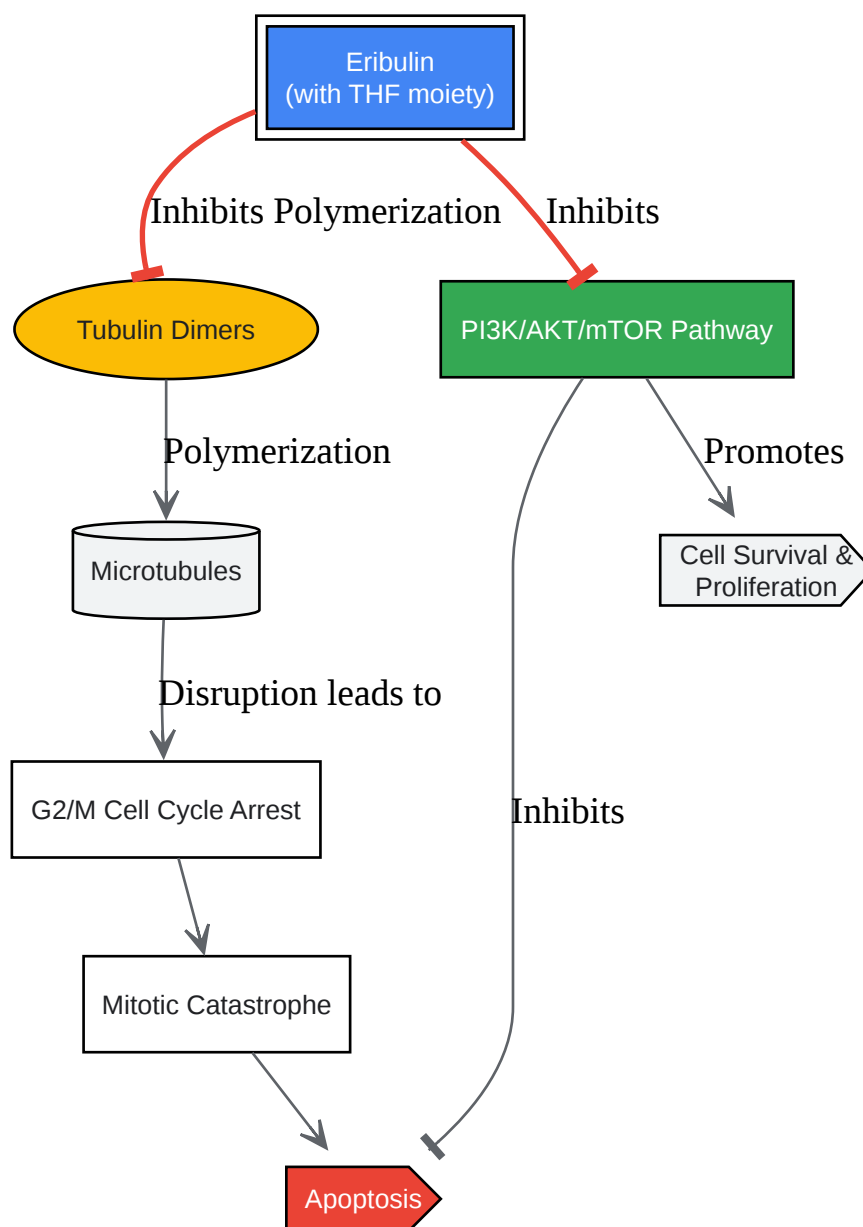 Eribulin
(with THF moiety)
Inhibits Polymerization
Inhibits
Tubulin Dimers
PI3K/AKT/mTOR Pathway
Polymerization
Promotes
Microtubules
Cell Survival &
Proliferation
Disruption leads to
G2/M Cell Cycle Arrest
Inhibits
Mitotic Catastrophe
Apoptosis